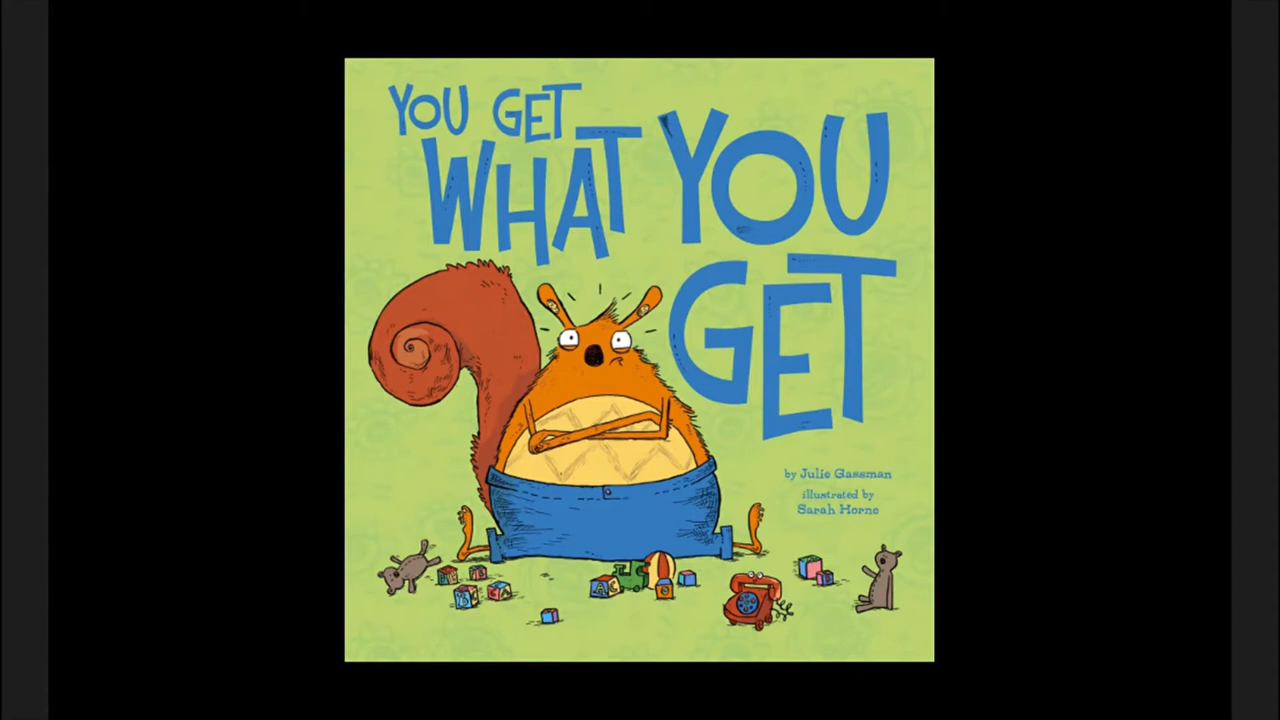 YOU GET
WHAT YOU
GET
by Julie Gassman
illustrated by
Sarah Horne